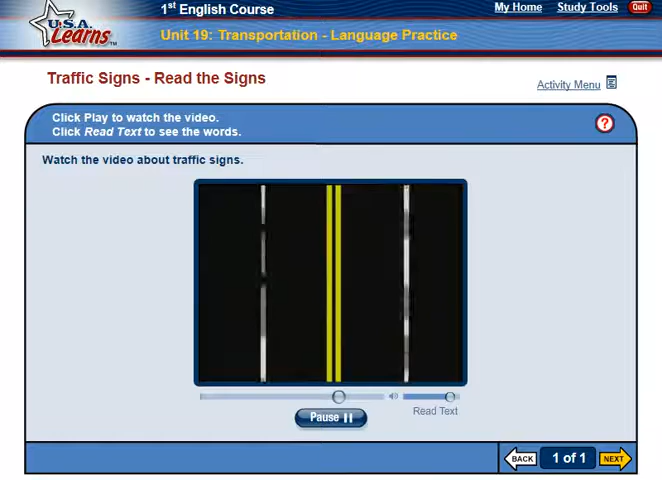 U.S.A.
Learns™
1st English Course
My Home
Study Tools
Quit
Unit 19: Transportation - Language Practice
Traffic Signs - Read the Signs
Activity Menu
Click Play to watch the video.
Click Read Text to see the words.
?
Watch the video about traffic signs.
Pause
Read Text
BACK
1 of 1
NEXT